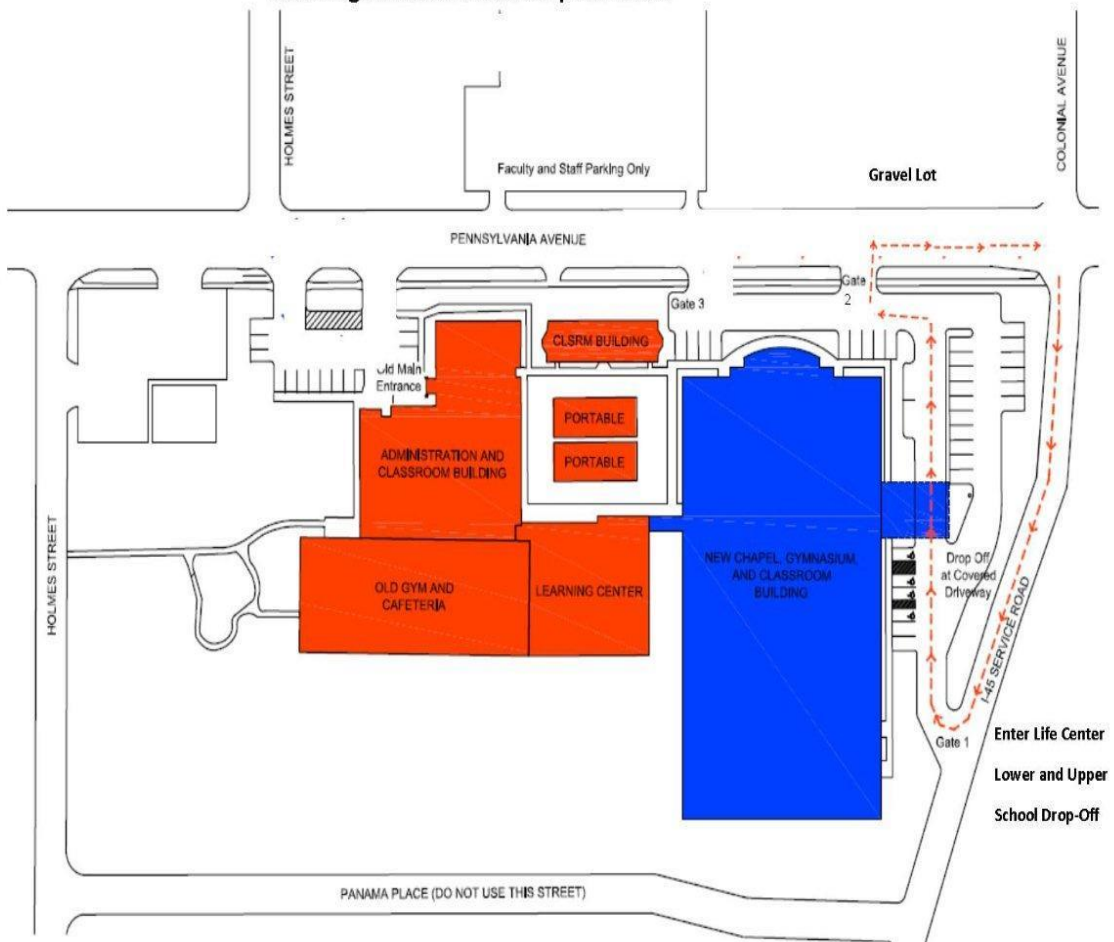 HOLMES STREET
COLONIAL AVENUE
Faculty and Staff Parking Only
Gravel Lot
PENNSYLVANIA AVENUE
Gate
2
Gate 3
CLSRM BUILDING
Old Main
Entrance
PORTABLE
PORTABLE
ADMINISTRATION AND
CLASSROOM BUILDING
OLD GYM AND
CAFETERIA
LEARNING CENTER
NEW CHAPEL, GYMNASIUM,
AND CLASSROOM
BUILDING
Drop Off
at Covered
Driveway
HOLMES STREET
I-45 SERVICE ROAD
Gate 1
Enter Life Center
Lower and Upper
School Drop-Off
PANAMA PLACE (DO NOT USE THIS STREET)